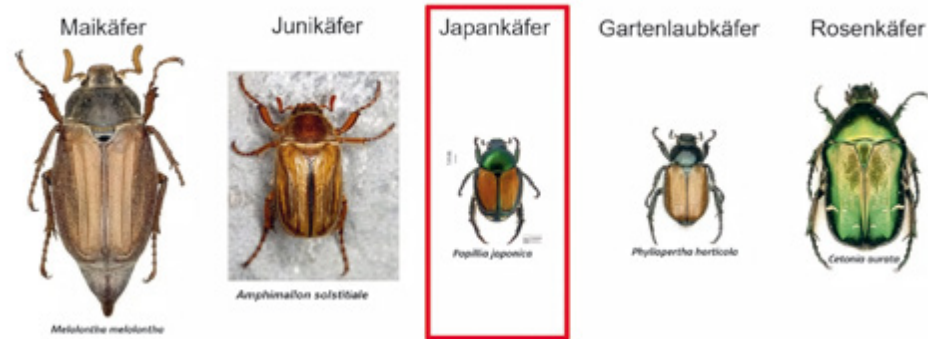 Maikäfer
Junikäfer
Japankäfer
Gartenlaubkäfer
Rosenkäfer
Melolontha melolontha
Amphimallon solstitiale
Popillia japonica
Phyllopertha horticola
Cetonia aurata